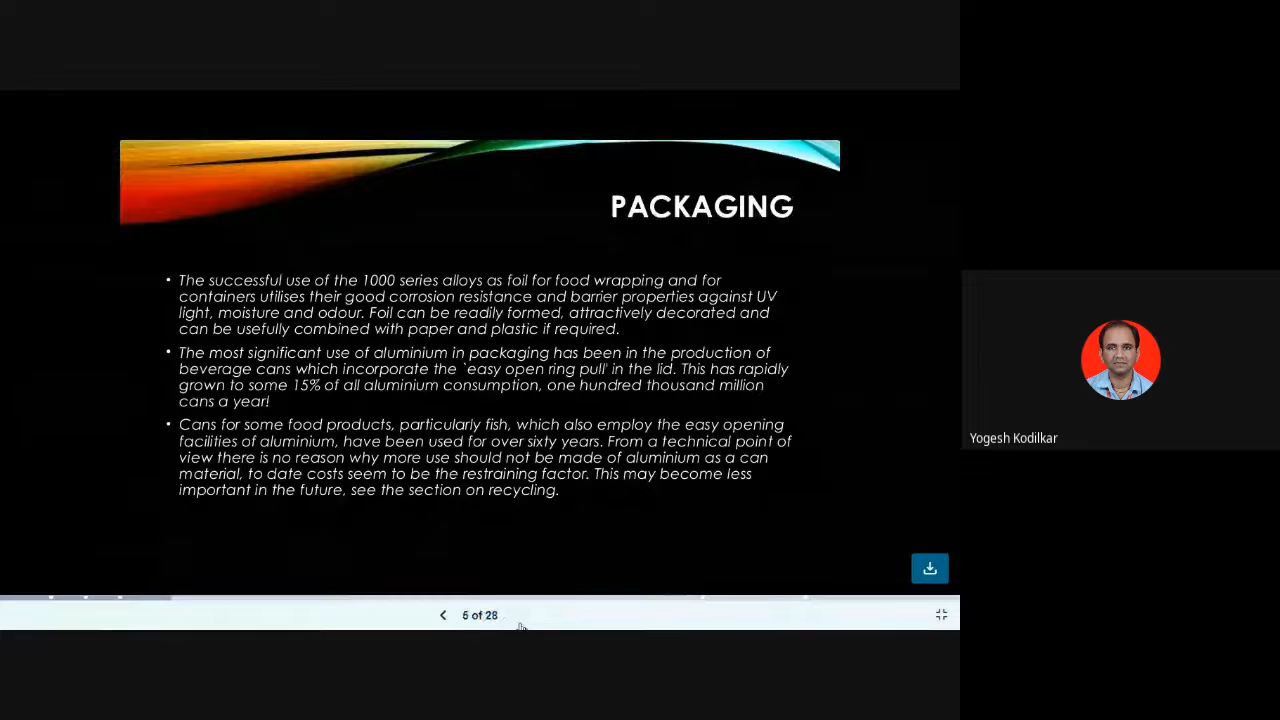 PACKAGING
• The successful use of the 1000 series alloys as foil for food wrapping and for
containers utilises their good corrosion resistance and barrier properties against UV
light, moisture and odour. Foil can be readily formed, attractively decorated and
can be usefully combined with paper and plastic if required.
• The most significant use of aluminium in packaging has been in the production of
beverage cans which incorporate the `easy open ring pull' in the lid. This has rapidly
grown to some 15% of all aluminium consumption, one hundred thousand million
cans a year!
• Cans for some food products, particularly fish, which also employ the easy opening
facilities of aluminium, have been used for over sixty years. From a technical point of
view there is no reason why more use should not be made of aluminium as a can
material, to date costs seem to be the restraining factor. This may become less
important in the future, see the section on recycling.
Yogesh Kodilkar
5 of 28